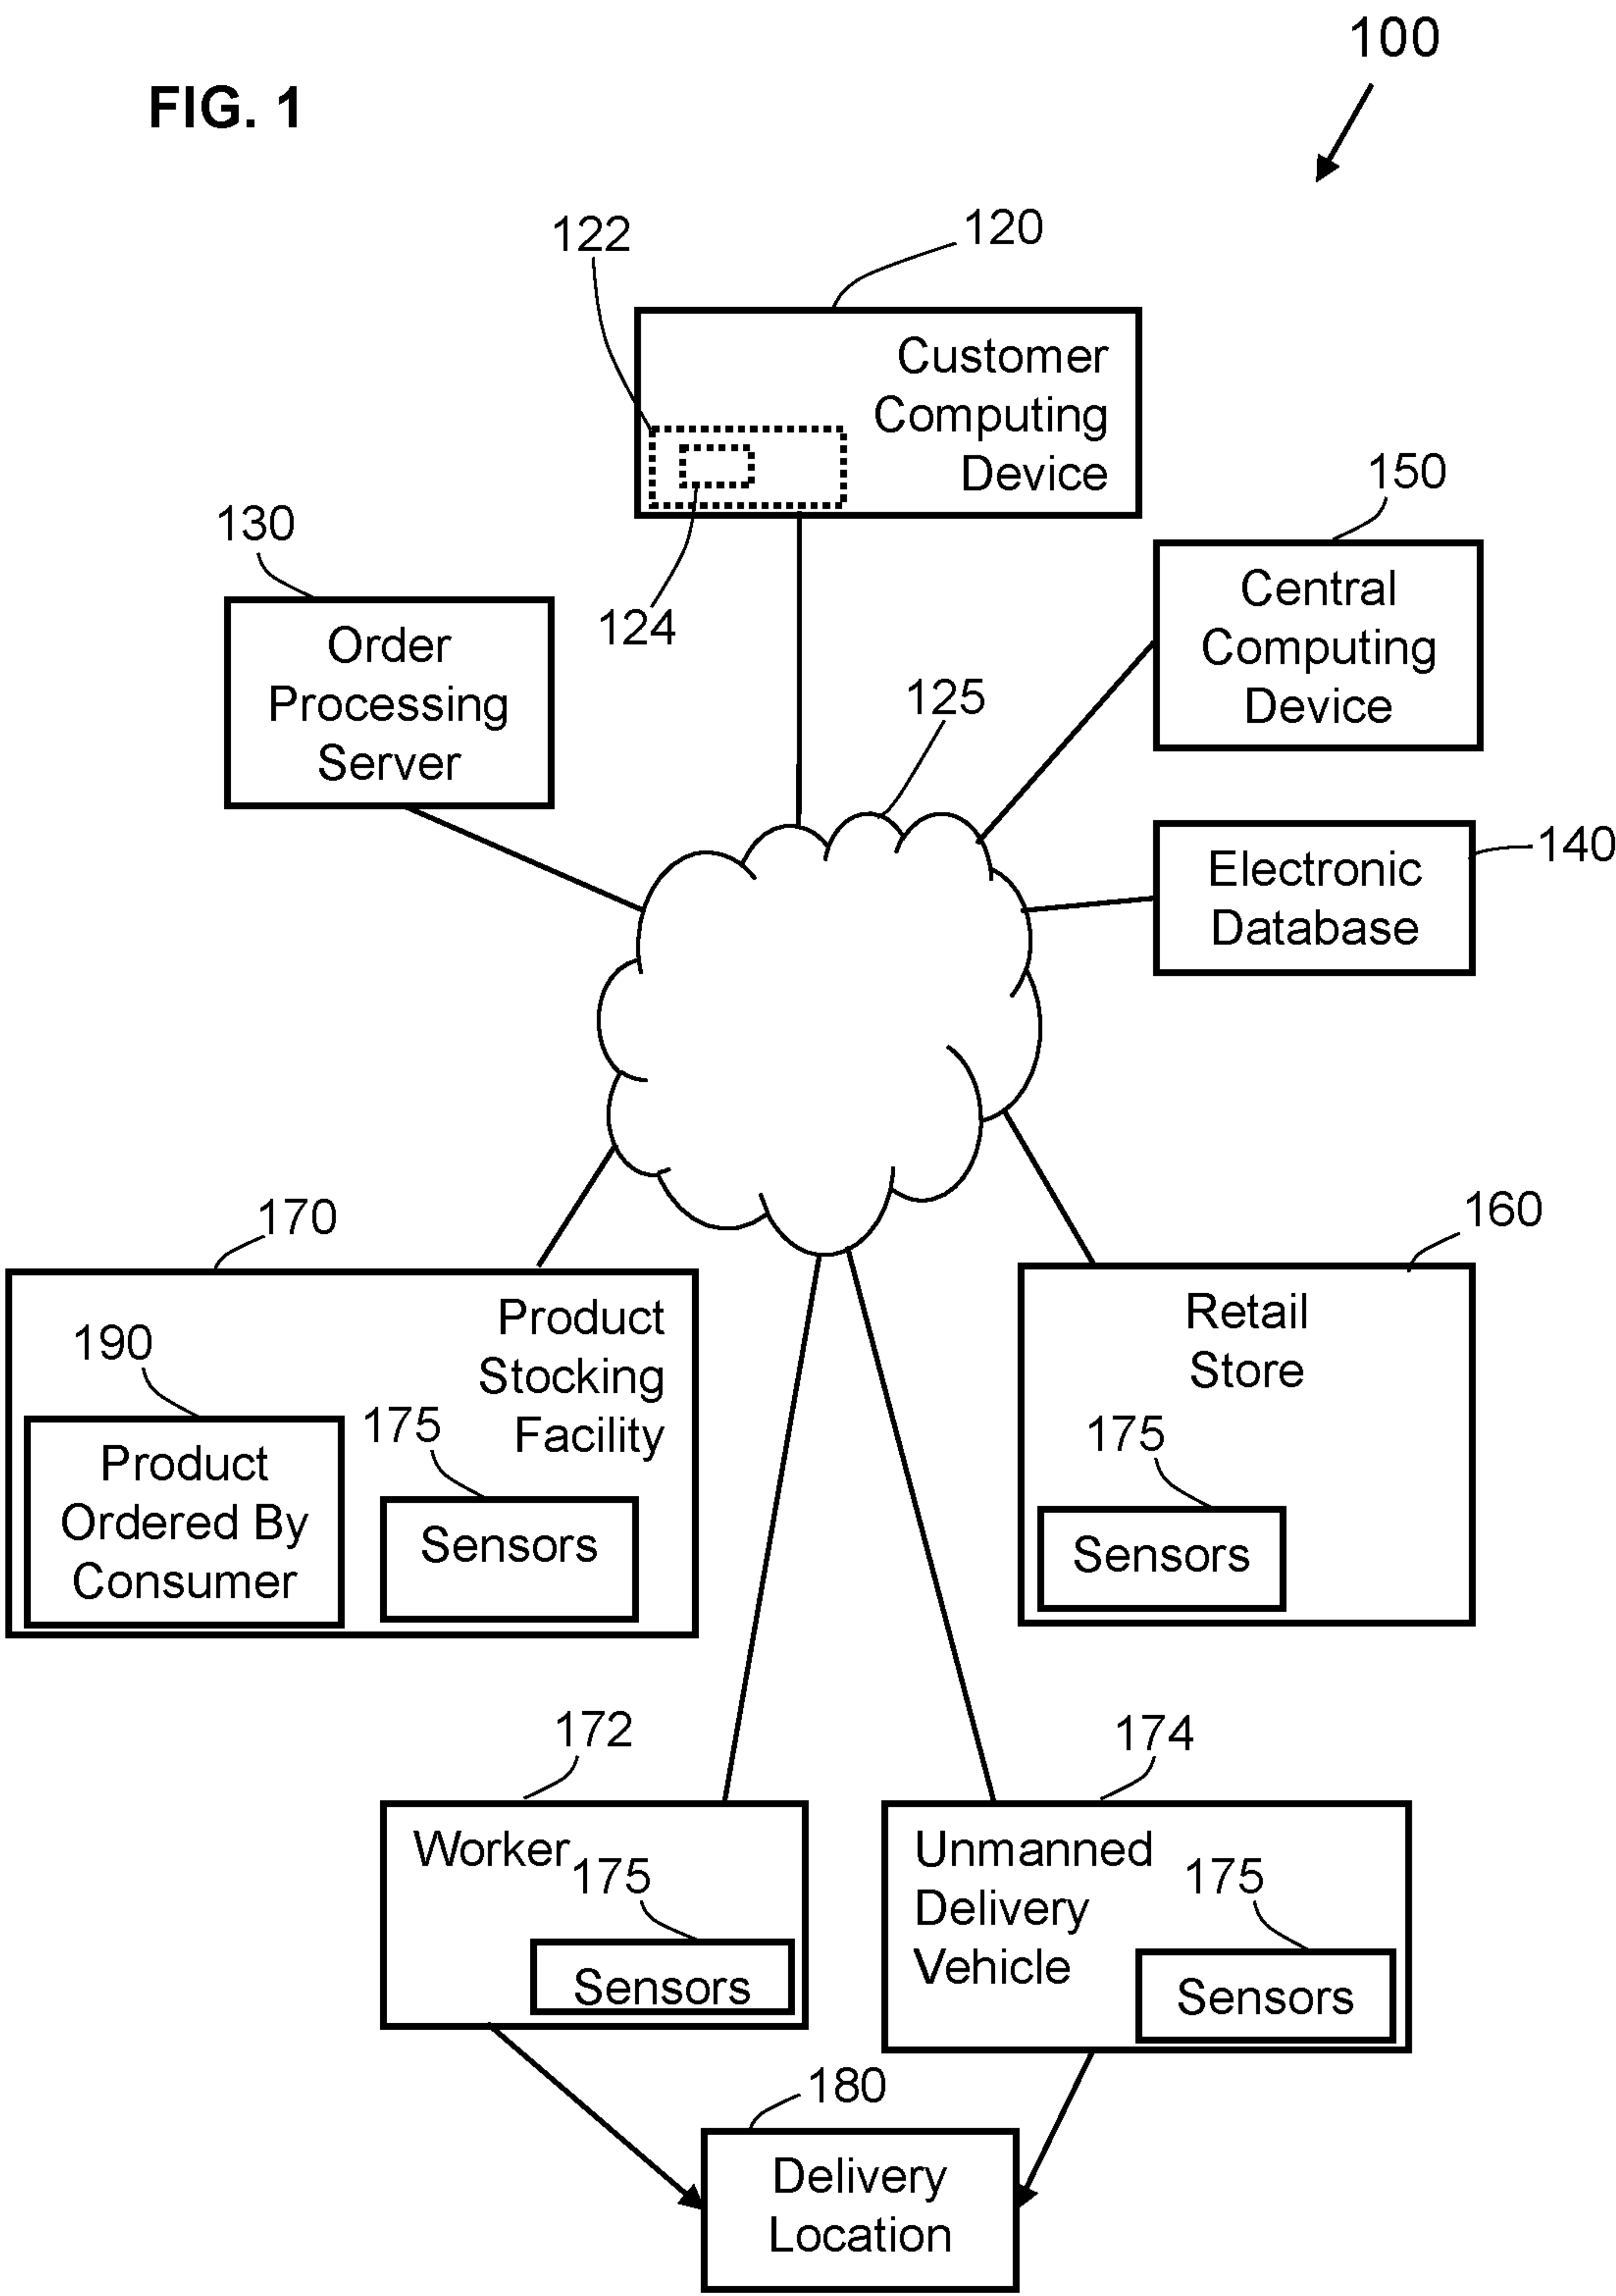 100
FIG. 1
122
120
Customer
Computing
Device
150
130
Central
Computing
Device
Order
Processing
Server
124
125
140
Electronic
Database
170
160
Product
Stocking
Facility
Retail
Store
190
175
175
Product
Ordered By
Consumer
Sensors
Sensors
172
174
Worker
175
Sensors
Unmanned
Delivery
Vehicle
175
Sensors
180
Delivery
Location